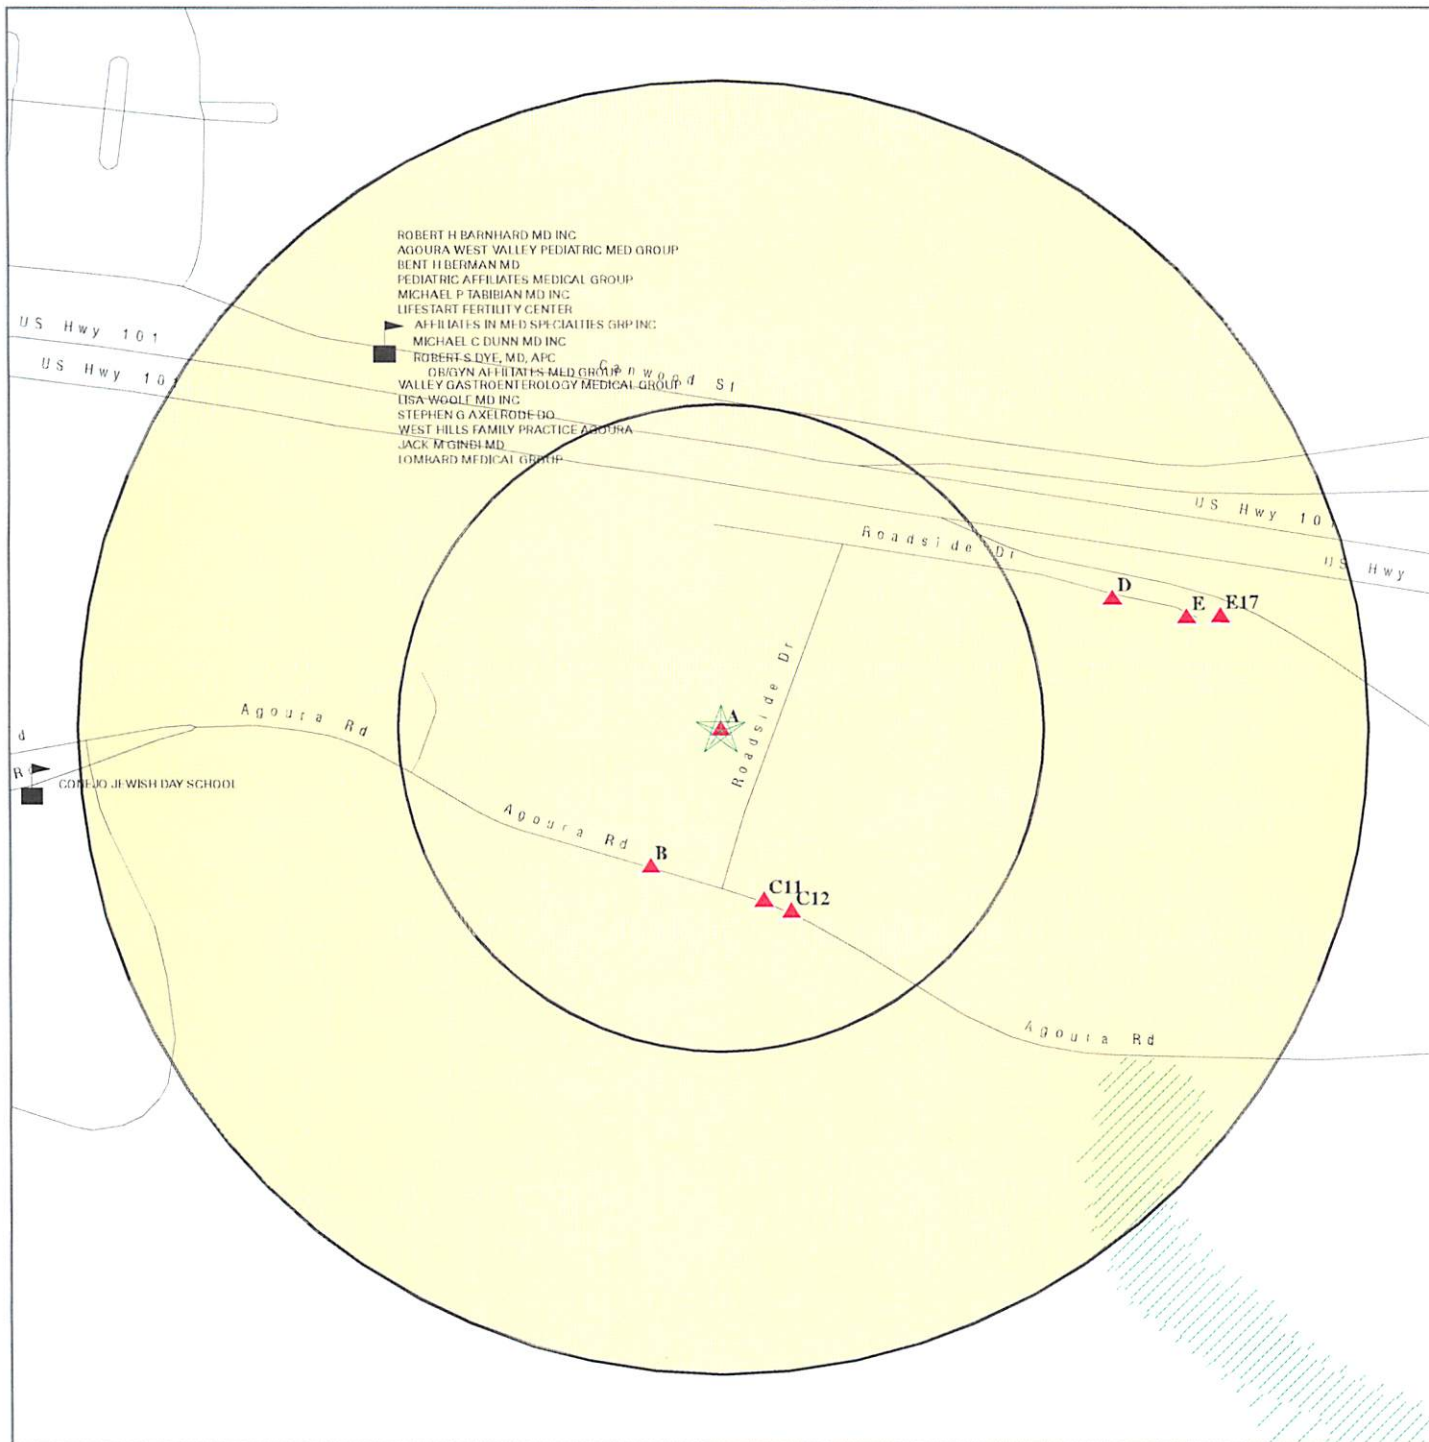 ROBERT H BARNHARD MD INC
AGOURA WEST VALLEY PEDIATRIC MED GROUP
BENT H BERMAN MD
PEDIATRIC AFFILIATES MEDICAL GROUP
MICHAEL P TABIBIAN MD INC
LIFESTART FERTILITY CENTER
AFFILIATES IN MED SPECIALTIES GRP INC
MICHAEL C DUNN MD INC
ROBERT S DYE, MD, APC
OB/GYN AFFILIATES MED GROUP
VALLEY GASTROENTEROLOGY MEDICAL GROUP
LISA WOOLF MD INC
STEPHEN G AXELRODE DO
WEST HILLS FAMILY PRACTICE AGOURA
JACK M GINDI MD
LOMBARD MEDICAL GROUP
US Hwy 101
US Hwy 101
Canwood St
US Hwy 101
US Hwy
Roadside Dr
D
E
E17
Roadside Dr
A
Agoura Rd
d
R
CONEJO JEWISH DAY SCHOOL
Agoura Rd
B
C11
C12
Agoura Rd